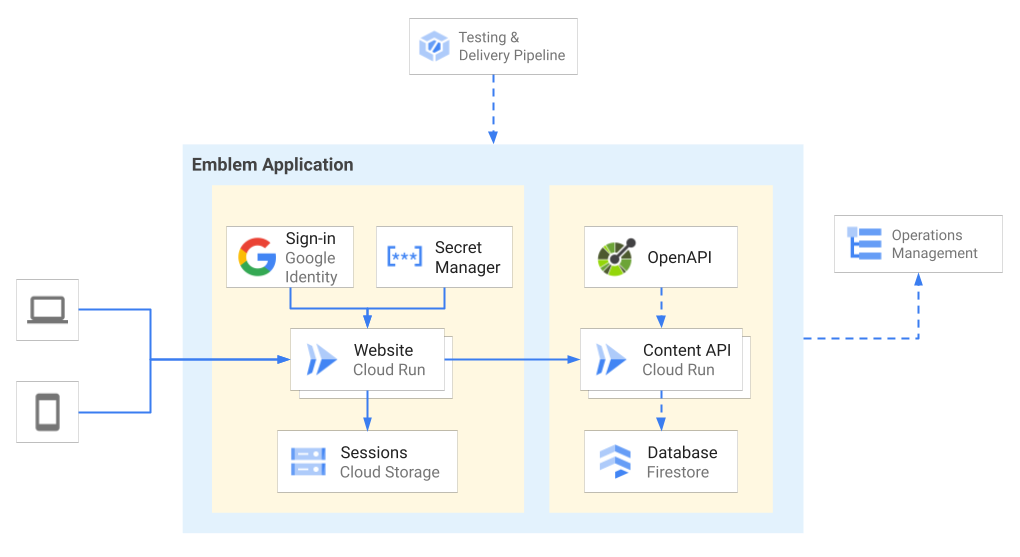 Testing &
Delivery Pipeline
Emblem Application
Sign-in
Google
Identity
Secret
Manager
OpenAPI
Operations
Management
Website
Cloud Run
Content API
Cloud Run
Sessions
Cloud Storage
Database
Firestore